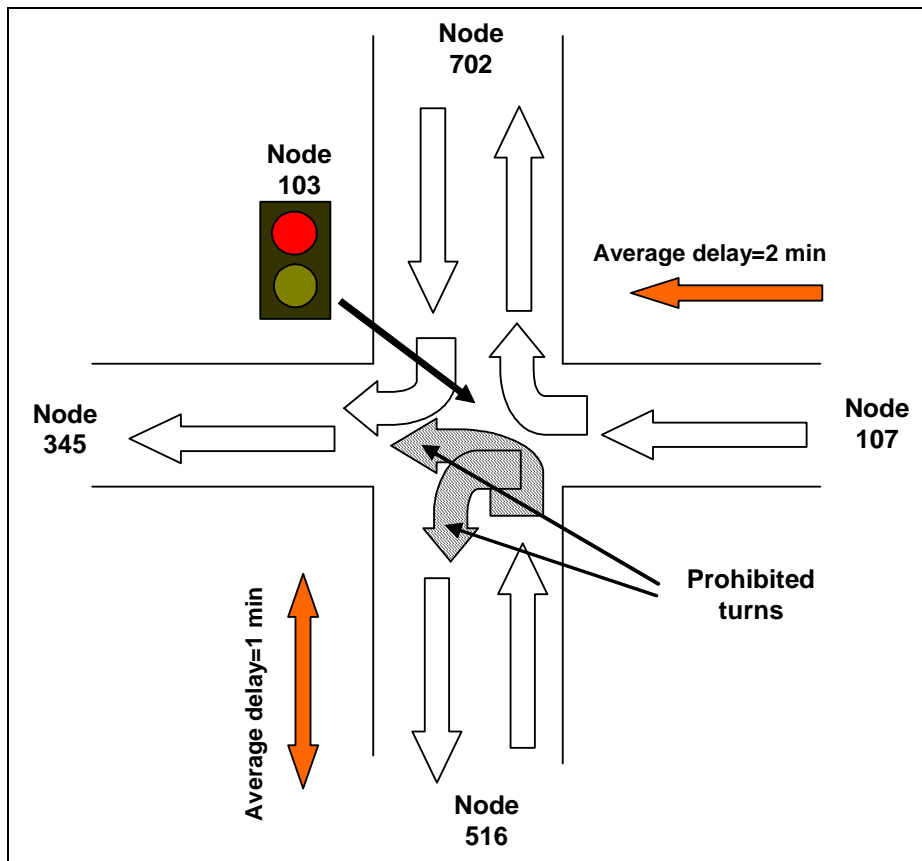 Node
702
Node
103
Average delay=2 min
Node
345
Node
107
Prohibited
turns
Average delay=1 min
Node
516